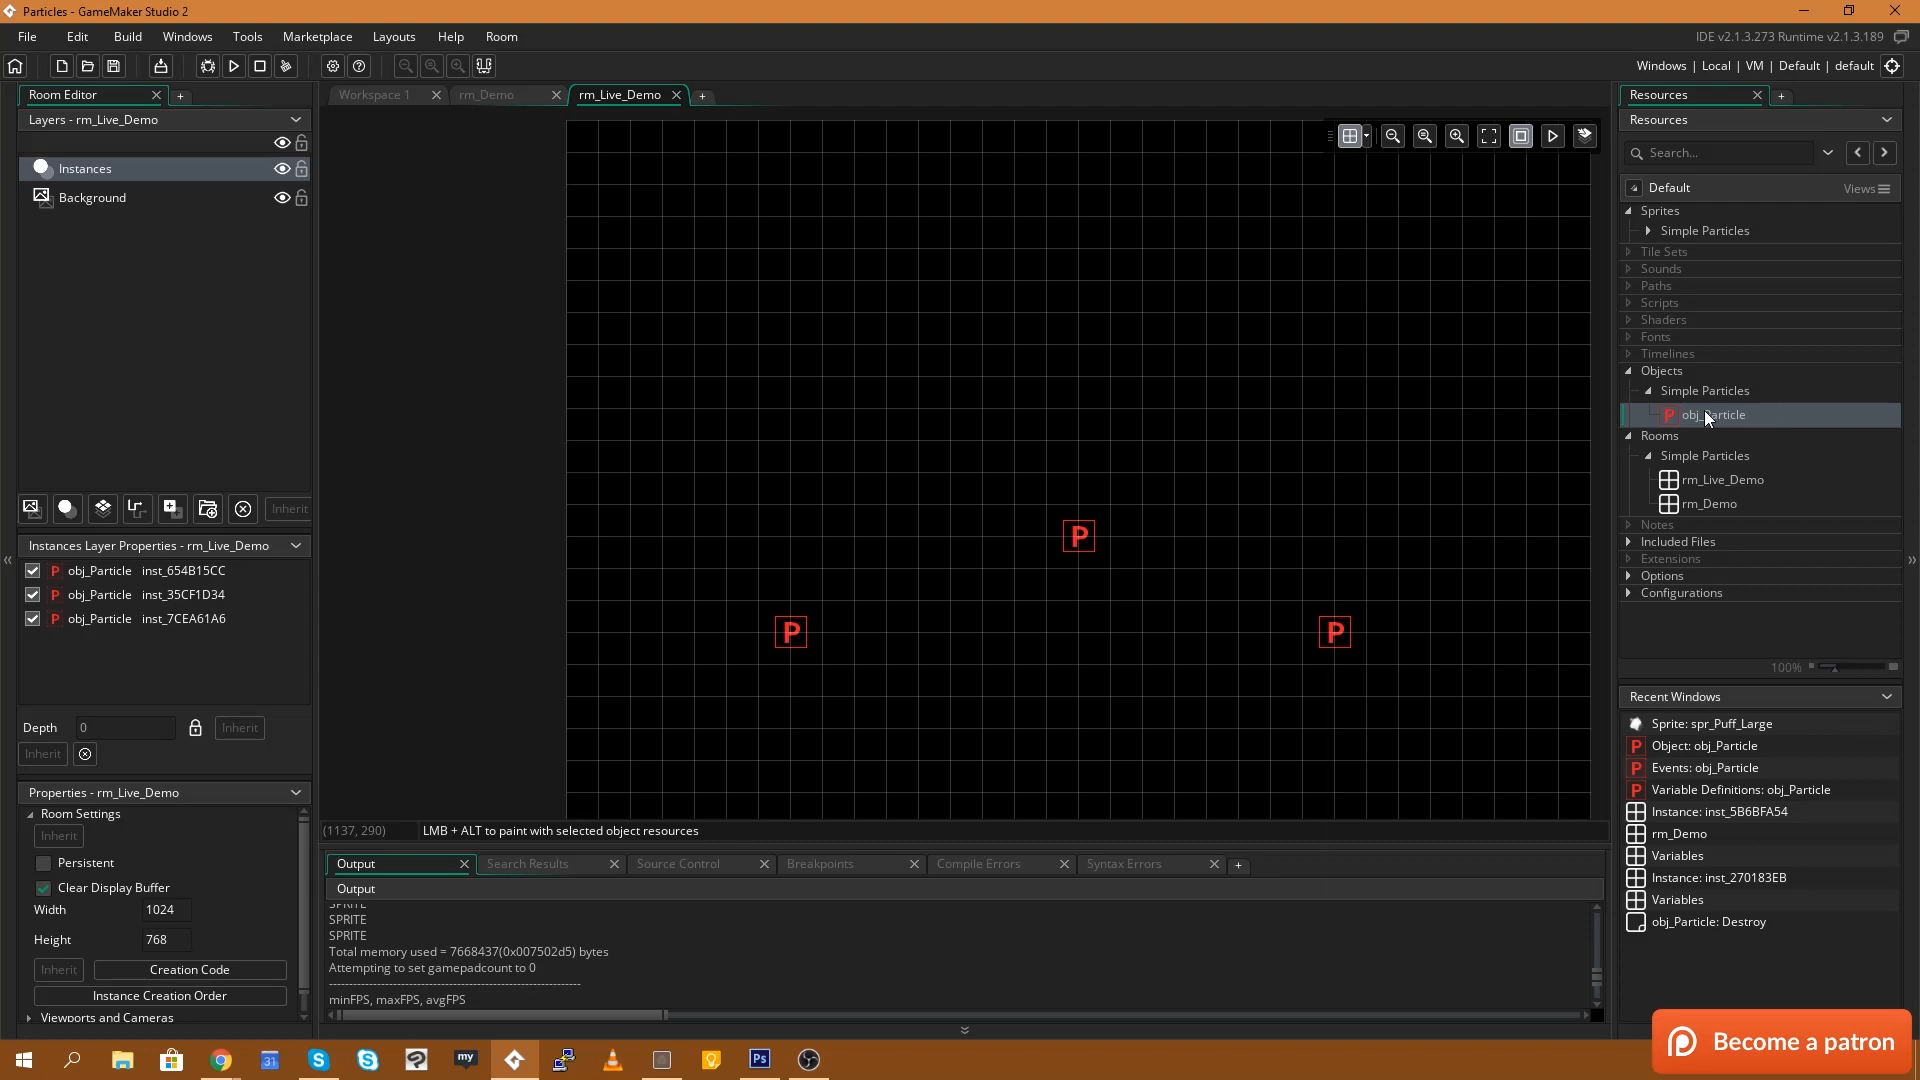 Particles - GameMaker Studio 2
File Edit Build Windows Tools Marketplace Layouts Help Room
IDE v2.1.3.273 Runtime v2.1.3.189
Windows | Local | VM | Default | default
Room Editor
Workspace 1
rm_Demo
rm_Live_Demo
Resources
Layers - rm_Live_Demo
Instances
Background
Inherit
Instances Layer Properties - rm_Live_Demo
P obj_Particle inst_654B15CC
P obj_Particle inst_35CF1D34
P obj_Particle inst_7CEA61A6
Depth 0 Inherit
Inherit
Properties - rm_Live_Demo
Room Settings
Inherit
Persistent
Clear Display Buffer
Width 1024
Height 768
Inherit Creation Code
Instance Creation Order
Viewports and Cameras
P
P
P
(1137, 290) LMB + ALT to paint with selected object resources
Output
Search Results
Source Control
Breakpoints
Compile Errors
Syntax Errors
Output
SPRITE
SPRITE
SPRITE
Total memory used = 7668437(0x007502d5) bytes
Attempting to set gamepadcount to 0
minFPS, maxFPS, avgFPS
Resources
Search...
Default Views
Sprites
Simple Particles
Tile Sets
Sounds
Paths
Scripts
Shaders
Fonts
Timelines
Objects
Simple Particles
P obj_Particle
Rooms
Simple Particles
rm_Live_Demo
rm_Demo
Notes
Included Files
Extensions
Options
Configurations
100%
Recent Windows
Sprite: spr_Puff_Large
P Object: obj_Particle
P Events: obj_Particle
P Variable Definitions: obj_Particle
Instance: inst_5B6BFA54
rm_Demo
Variables
Instance: inst_270183EB
Variables
obj_Particle: Destroy
Become a patron
31
my
Ps